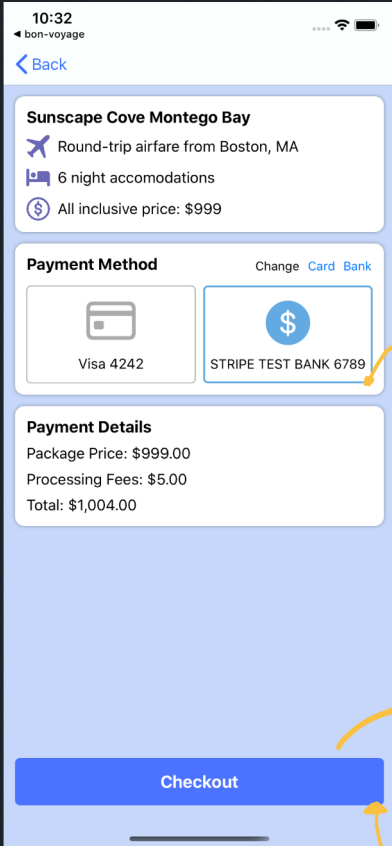 10:32
◀ bon-voyage
Back
Sunscape Cove Montego Bay
Round-trip airfare from Boston, MA
6 night accomodations
$ All inclusive price: $999
Payment Method Change Card Bank
$
Visa 4242 STRIPE TEST BANK 6789
Payment Details
Package Price: $999.00
Processing Fees: $5.00
Total: $1,004.00
Checkout